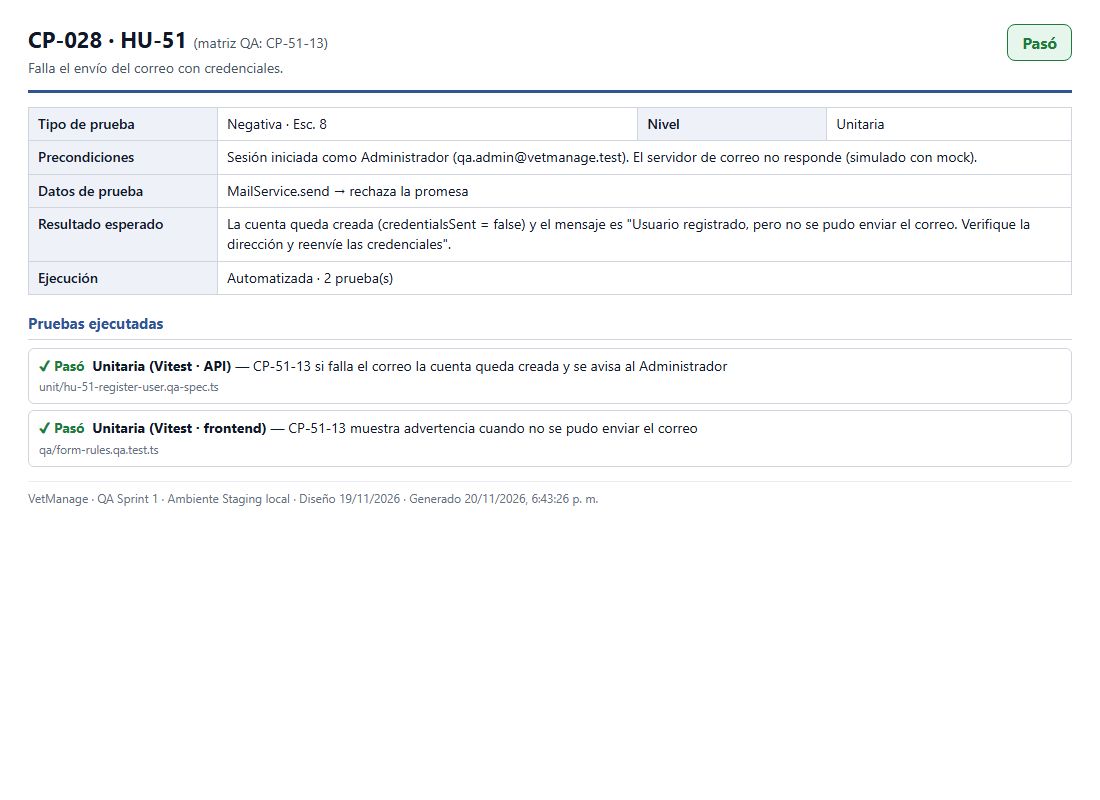 CP-028 · HU-51 (matriz QA: CP-51-13)
Pasó
Falla el envío del correo con credenciales.
Tipo de prueba Negativa · Esc. 8 Nivel Unitaria
Precondiciones Sesión iniciada como Administrador (qa.admin@vetmanage.test). El servidor de correo no responde (simulado con mock).
Datos de prueba MailService.send → rechaza la promesa
Resultado esperado La cuenta queda creada (credentialsSent = false) y el mensaje es "Usuario registrado, pero no se pudo enviar el correo. Verifique la
dirección y reenvíe las credenciales".
Ejecución Automatizada · 2 prueba(s)
Pruebas ejecutadas
✓ Pasó Unitaria (Vitest · API) — CP-51-13 si falla el correo la cuenta queda creada y se avisa al Administrador
unit/hu-51-register-user.qa-spec.ts
✓ Pasó Unitaria (Vitest · frontend) — CP-51-13 muestra advertencia cuando no se pudo enviar el correo
qa/form-rules.qa.test.ts
VetManage · QA Sprint 1 · Ambiente Staging local · Diseño 19/11/2026 · Generado 20/11/2026, 6:43:26 p. m.